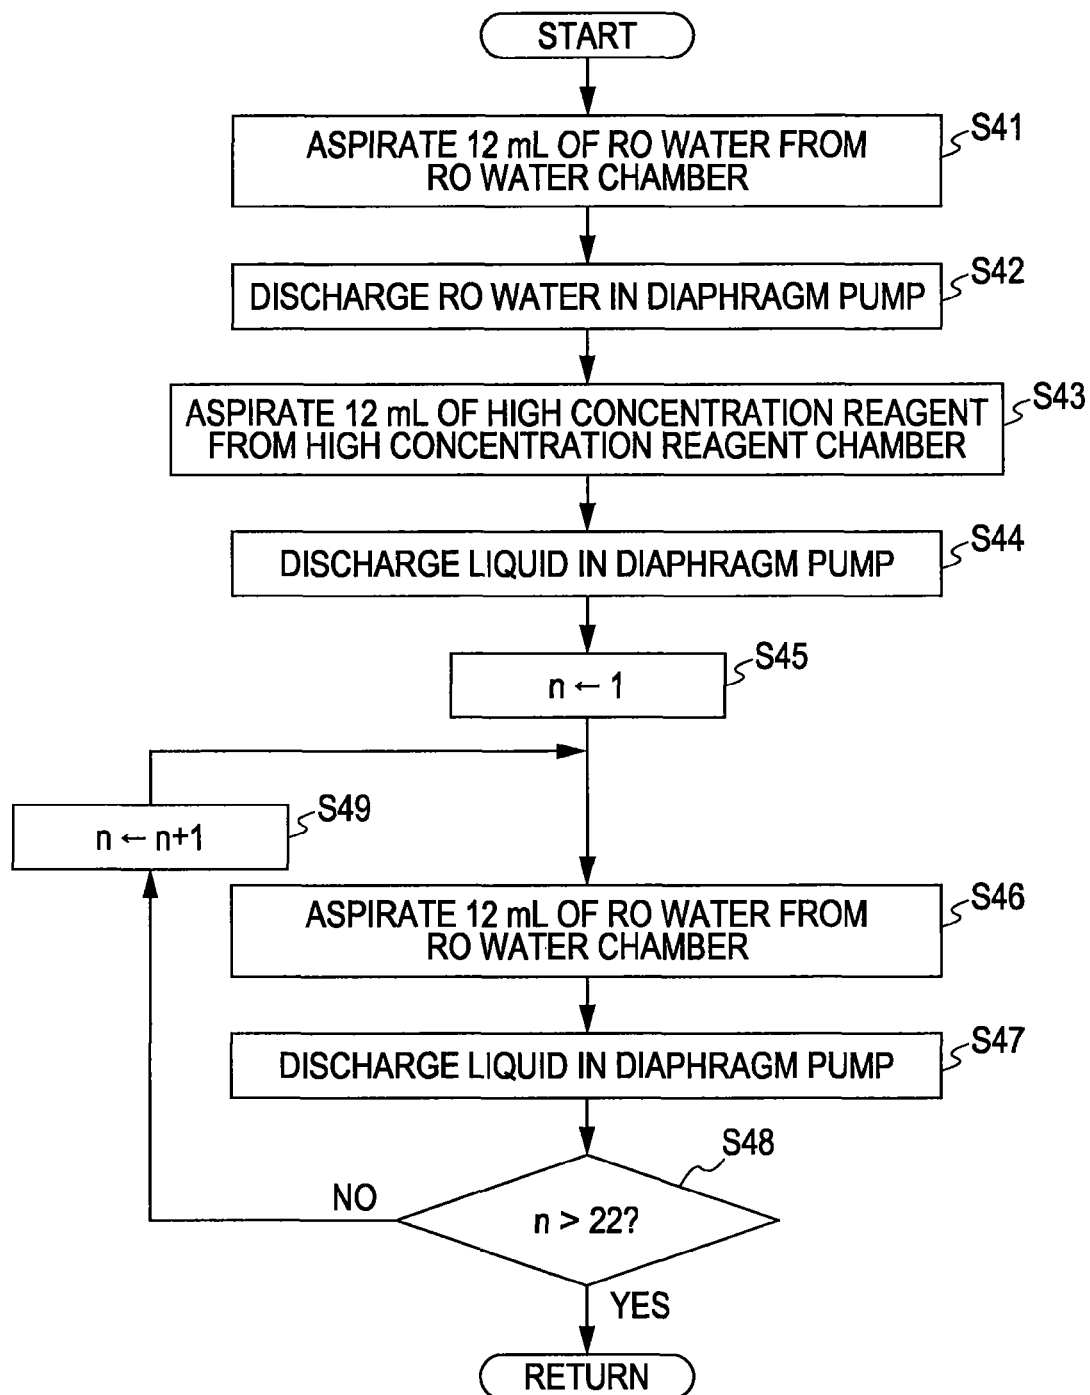 START
ASPIRATE 12 mL OF RO WATER FROM
RO WATER CHAMBER
S41
DISCHARGE RO WATER IN DIAPHRAGM PUMP
S42
ASPIRATE 12 mL OF HIGH CONCENTRATION REAGENT
FROM HIGH CONCENTRATION REAGENT CHAMBER
S43
DISCHARGE LIQUID IN DIAPHRAGM PUMP
S44
n ← 1
S45
n ← n+1
S49
ASPIRATE 12 mL OF RO WATER FROM
RO WATER CHAMBER
S46
DISCHARGE LIQUID IN DIAPHRAGM PUMP
S47
n > 22?
S48
NO
YES
RETURN